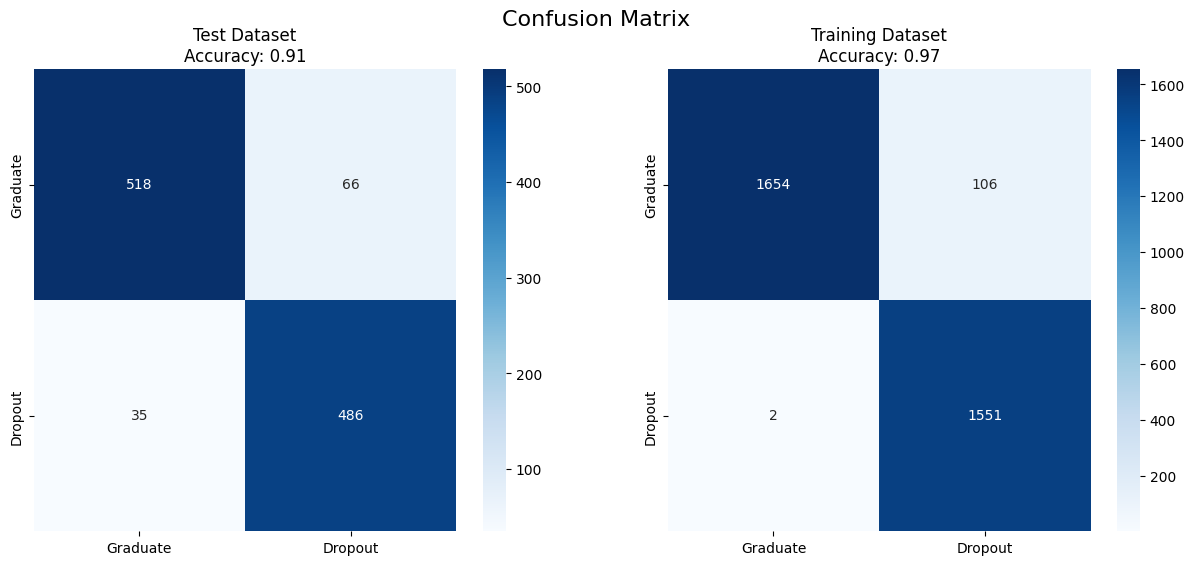 Confusion Matrix
Test Dataset
Accuracy: 0.91
Graduate
Dropout
518
66
35
486
Graduate
Dropout
500
400
300
200
100
Training Dataset
Accuracy: 0.97
Graduate
Dropout
1654
106
2
1551
Graduate
Dropout
1600
1400
1200
1000
800
600
400
200